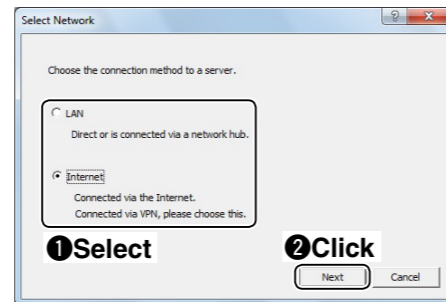 Select Network
Choose the connection method to a server.
LAN
Direct or is connected via a network hub.
Internet
Connected via the Internet.
Connected via VPN, please choose this.
❶Select
❷Click
Next
Cancel